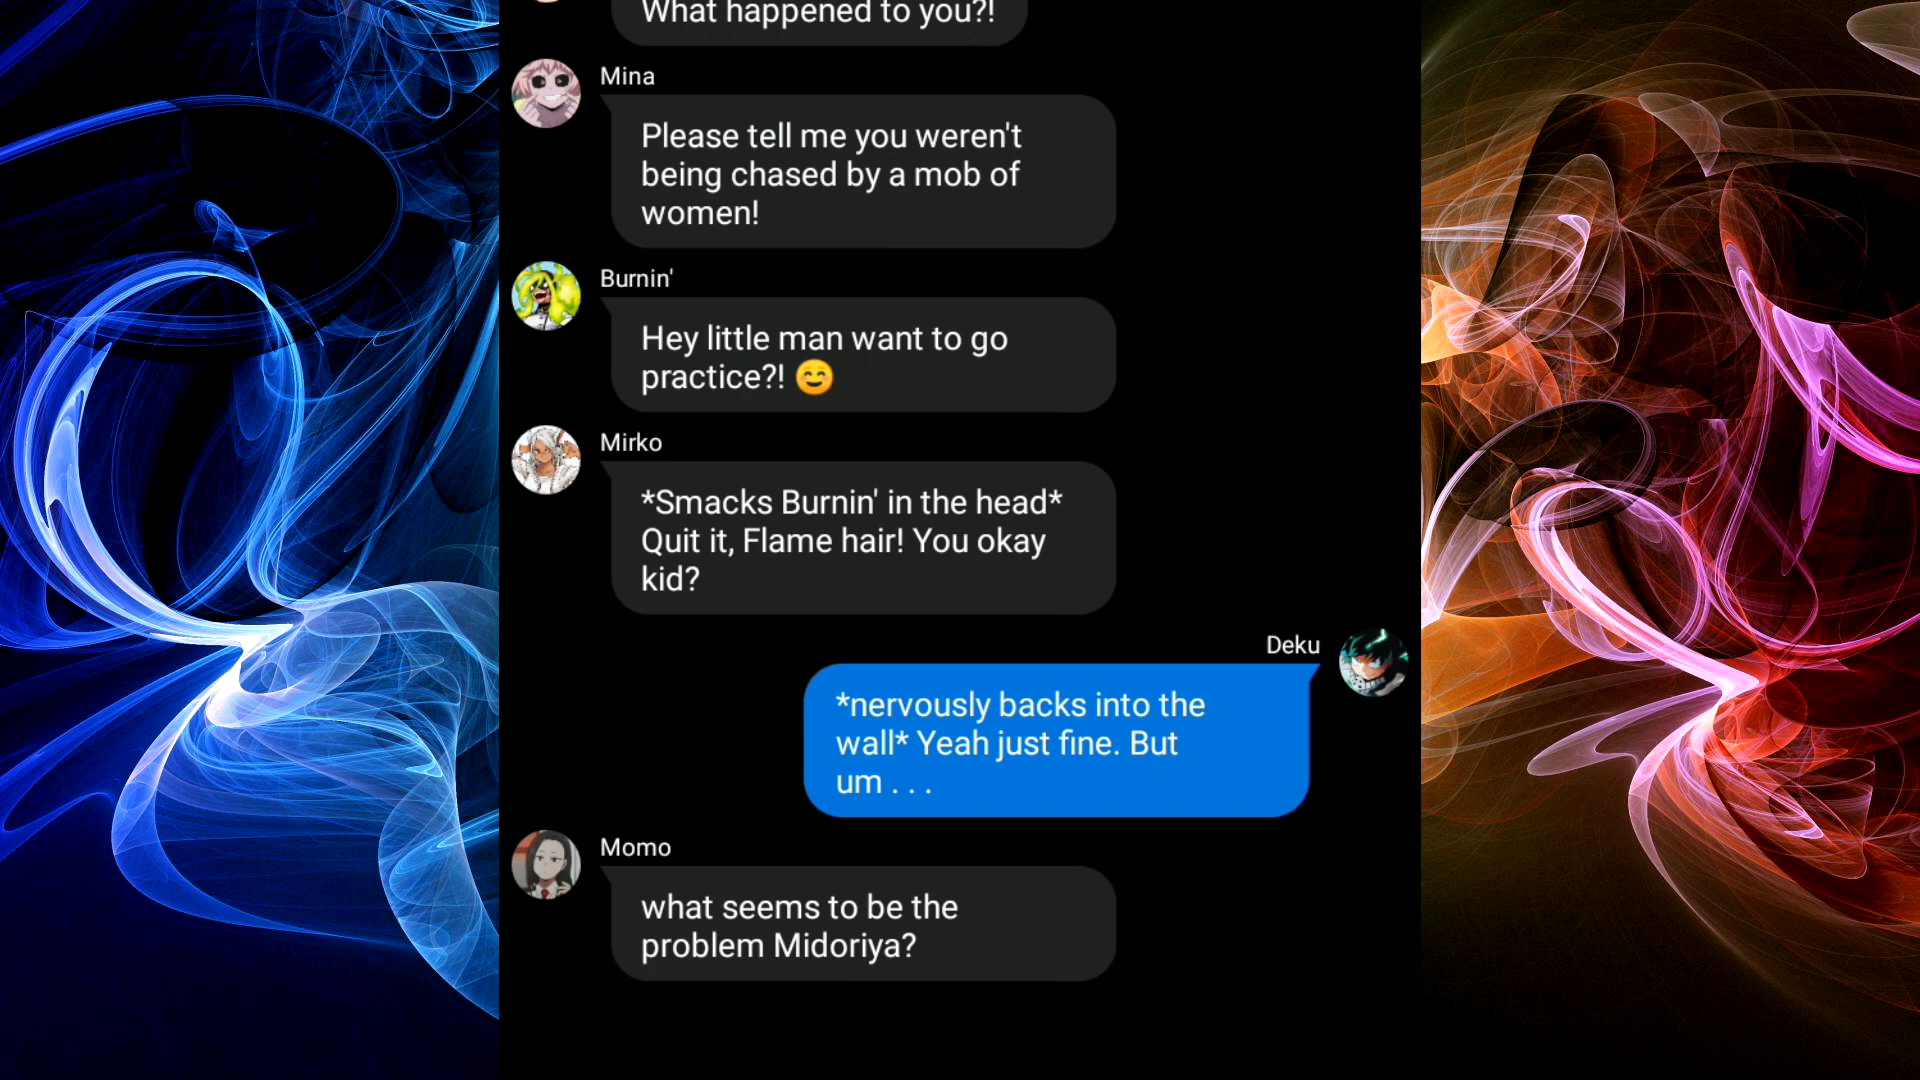 What happened to you?!
Mina
Please tell me you weren't
being chased by a mob of
women!
Burnin'
Hey little man want to go
practice?! 😊
Mirko
*Smacks Burnin' in the head*
Quit it, Flame hair! You okay
kid?
Deku
*nervously backs into the
wall* Yeah just fine. But
um . . .
Momo
what seems to be the
problem Midoriya?